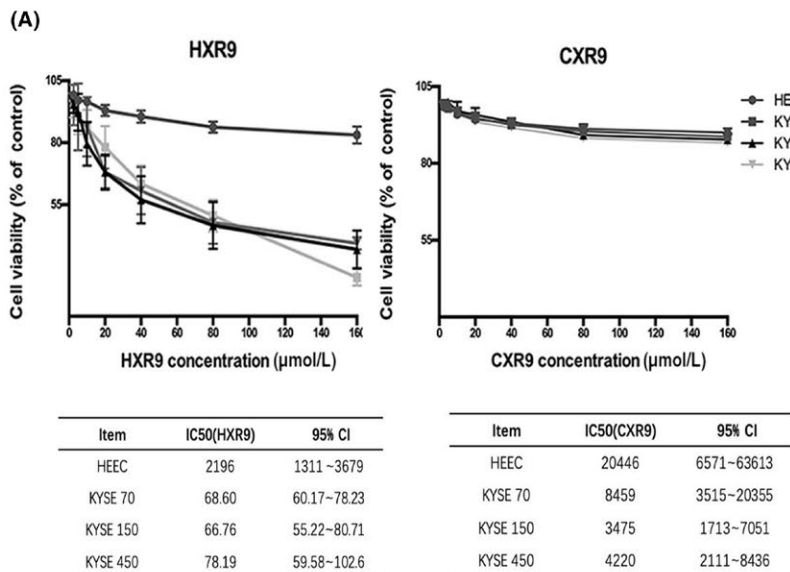 (A)
HXR9
Cell viability (% of control)
105
80
55
0 20 40 60 80 100 120 140 160
HXR9 concentration (μmol/L)
CXR9
Cell viability (% of control)
105
80
55
0 20 40 60 80 100 120 140 160
CXR9 concentration (μmol/L)
HE
KY
KY
KY
Item IC50(HXR9) 95% CI
HEEC 2196 1311~3679
KYSE 70 68.60 60.17~78.23
KYSE 150 66.76 55.22~80.71
KYSE 450 78.19 59.58~102.6
Item IC50(CXR9) 95% CI
HEEC 20446 6571~63613
KYSE 70 8459 3515~20355
KYSE 150 3475 1713~7051
KYSE 450 4220 2111~8436